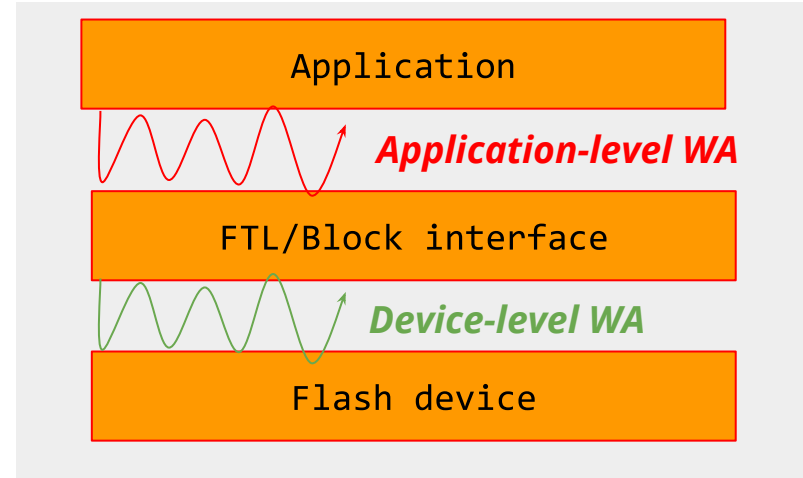 Application
Application-level WA
FTL/Block interface
Device-level WA
Flash device